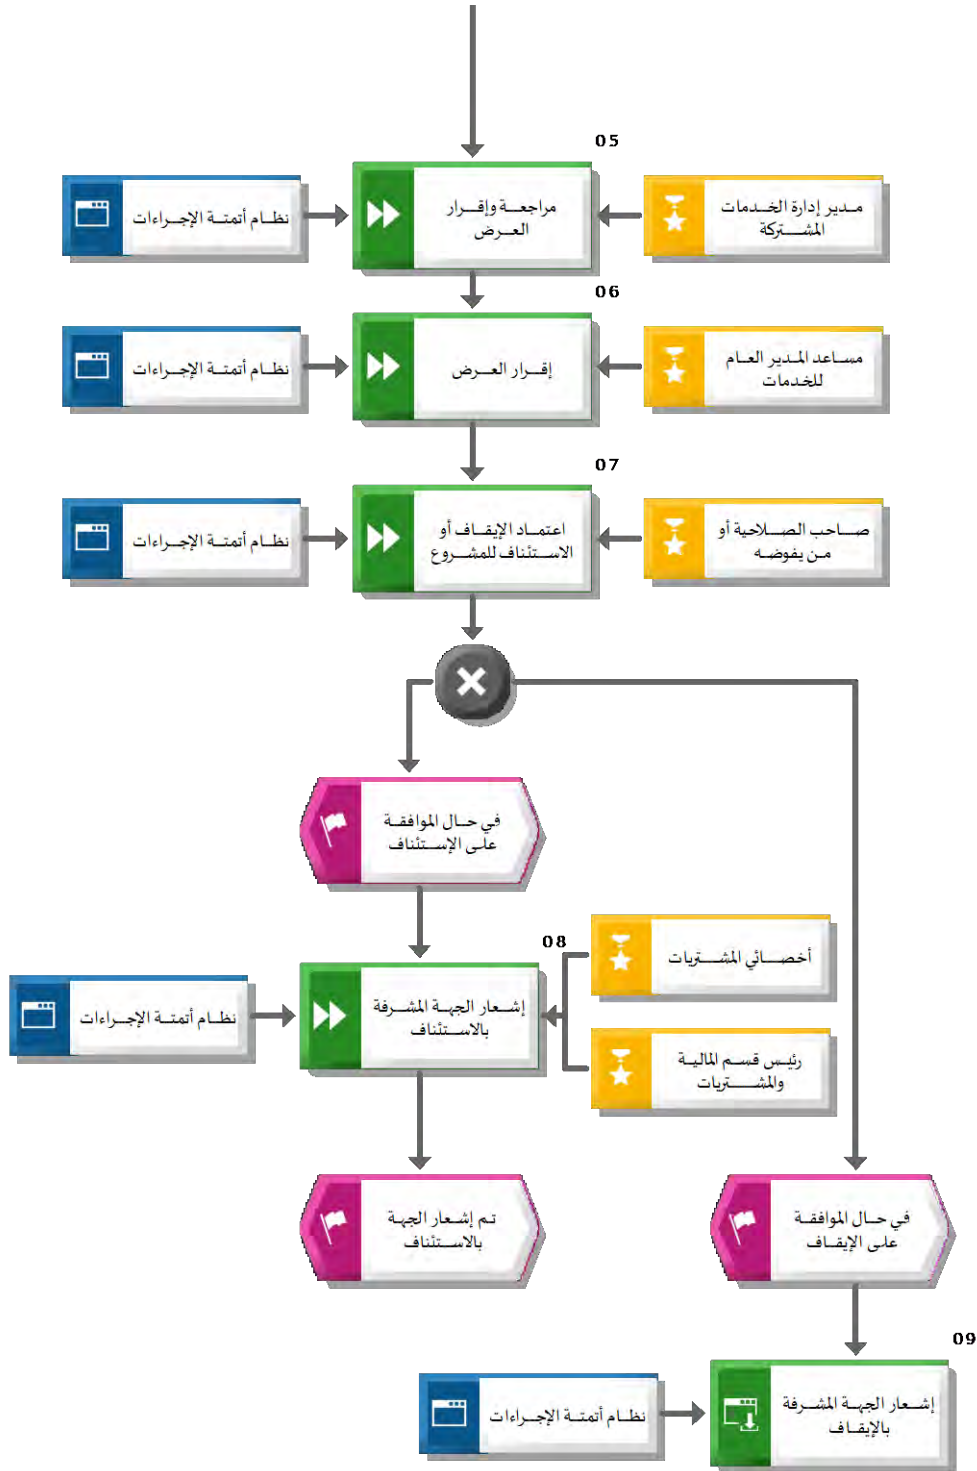 05
مدير إدارة الخدمات
المشتركة
مراجعة وإقرار
العرض
نظام أتمتة الإجراءات
06
مساعد المدير العام
للخدمات
إقرار العرض
نظام أتمتة الإجراءات
07
صاحب الصلاحية أو
من يفوضه
اعتماد الإيقاف أو
الاستئناف للمشروع
نظام أتمتة الإجراءات
في حال الموافقة
على الإستئناف
08
أخصائي المشتريات
رئيس قسم المالية
والمشتريات
إشعار الجهة المشرفة
بالاستئناف
نظام أتمتة الإجراءات
في حال الموافقة
على الإيقاف
تم إشعار الجهة
بالاستئناف
09
إشعار الجهة المشرفة
بالإيقاف
نظام أتمتة الإجراءات